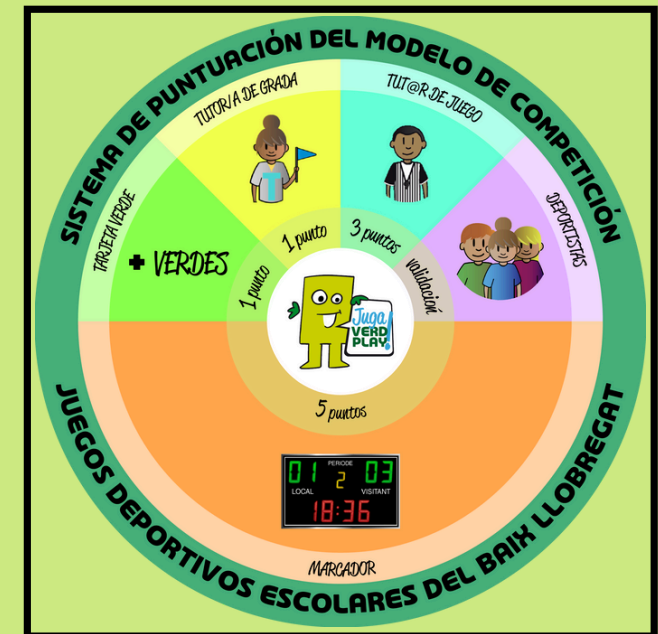 SISTEMA DE PUNTUACIÓN DEL MODELO DE COMPETICIÓN
TUTOR/A DE GRADA
TUT@R DE JUEGO
TARJETA VERDE
DEPORTISTAS
+ VERDES
1 punto
1 punto
3 puntos
validación
T
Juga
VERD
PLAY!
5 puntos
01 PERIODE 03
2
LOCAL VISITANT
18:36
MARCADOR
JUEGOS DEPORTIVOS ESCOLARES DEL BAIX LLOBREGAT